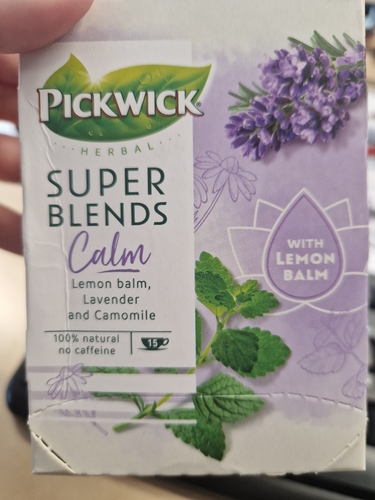 PICKWICK®
HERBAL
SUPER
BLENDS
Calm
Lemon balm,
Lavender
and Camomile
100% natural
no caffeine
15
WITH
LEMON
BALM